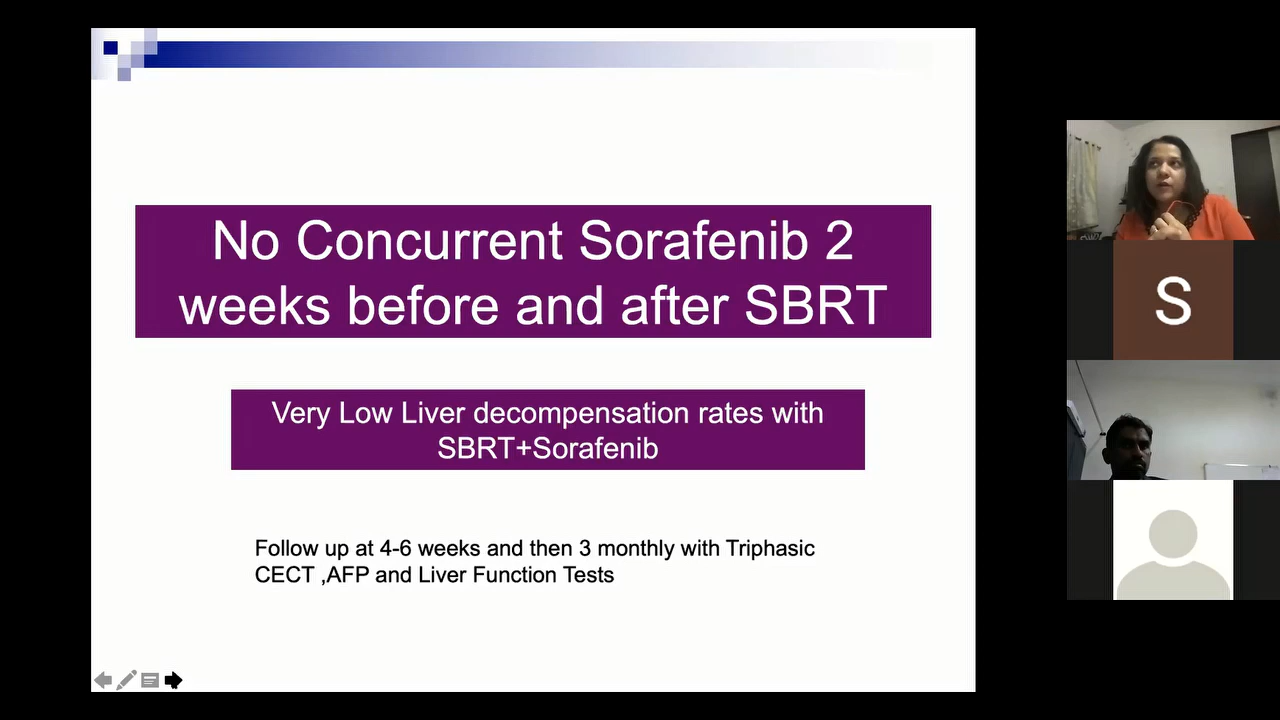 No Concurrent Sorafenib 2
weeks before and after SBRT
Very Low Liver decompensation rates with
SBRT+Sorafenib
Follow up at 4-6 weeks and then 3 monthly with Triphasic
CECT ,AFP and Liver Function Tests
S